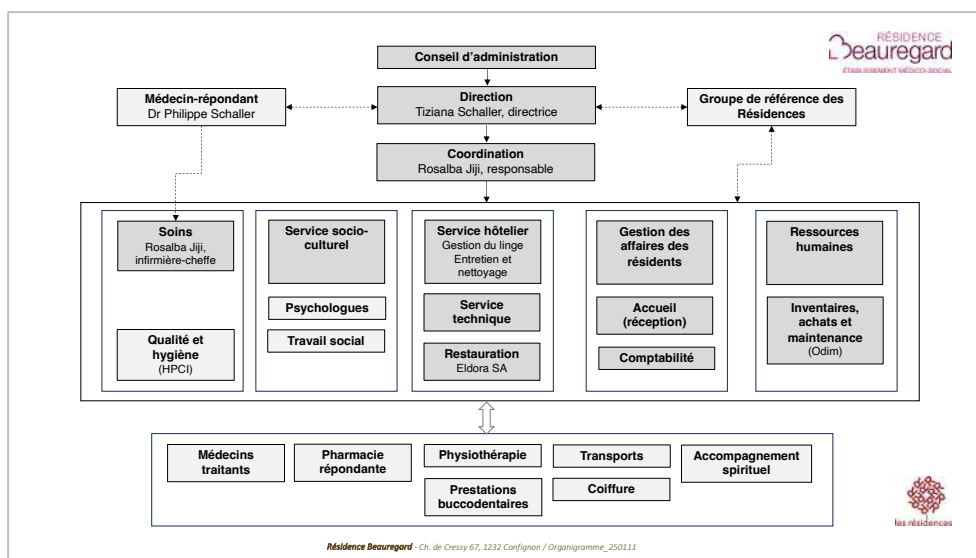 Conseil d'administration
RÉSIDENCE
Beauregard
ÉTABLISSEMENT MÉDICO-SOCIAL
Médecin-répondant
Dr Philippe Schaller
Direction
Tiziana Schaller, directrice
Groupe de référence des
Résidences
Coordination
Rosalba Jiji, responsable
Soins
Rosalba Jiji,
infirmière-cheffe
Qualité et
hygiène
(HPCI)
Service socio-
culturel
Psychologues
Travail social
Service hôtelier
Gestion du linge
Entretien et
nettoyage
Service
technique
Restauration
Eldora SA
Gestion des
affaires des
résidents
Accueil
(réception)
Comptabilité
Ressources
humaines
Inventaires,
achats et
maintenance
(Odim)
Médecins
traitants
Pharmacie
répondante
Physiothérapie
Prestations
buccodentaires
Transports
Coiffure
Accompagnement
spirituel
les résidences
Résidence Beauregard - Ch. de Cressy 67, 1232 Confignon / Organigramme_250111